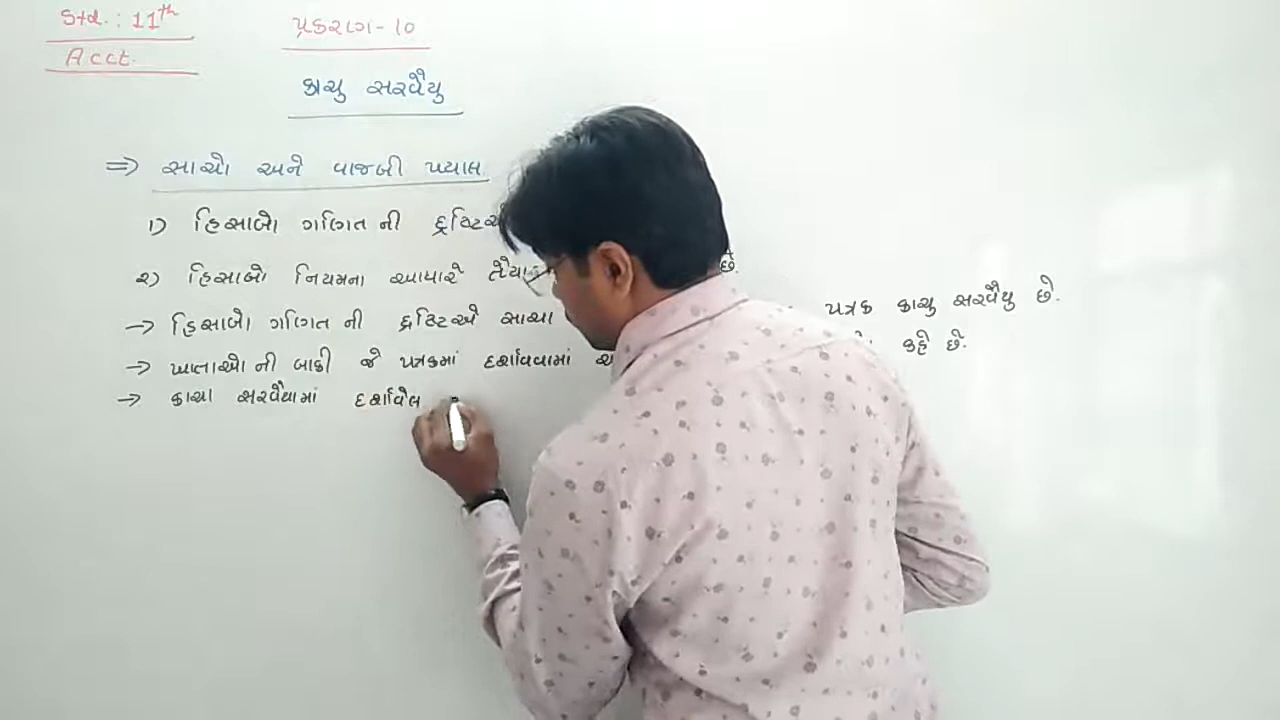 Std. : 11th
Acct.
પ્રકરણ - 10
કાચુ સરવૈયુ
⇒ સાચો અને વાજબી ખ્યાલ
1) હિસાબો ગણિત ની દ્રષ્ટિએ
૨) હિસાબો નિયમના આધારે તૈયાર છે.
→ હિસાબો ગણિત ની દ્રષ્ટિએ સાચા પત્રક કાચુ સરવૈયુ છે.
→ ખાતાઓ ની બાકી જે પત્રકમાં દર્શાવવામાં કહે છે.
→ કાચા સરવૈયામાં દર્શાવેલ